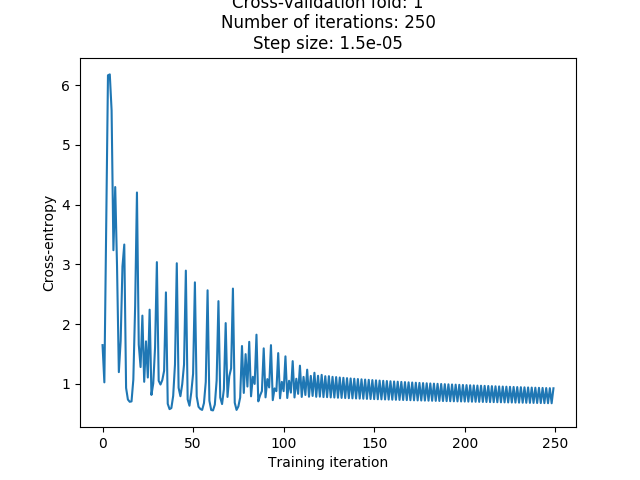 Cross-validation fold: 1
Number of iterations: 250
Step size: 1.5e-05
6
5
4
3
2
1
Cross-entropy
0 50 100 150 200 250
Training iteration